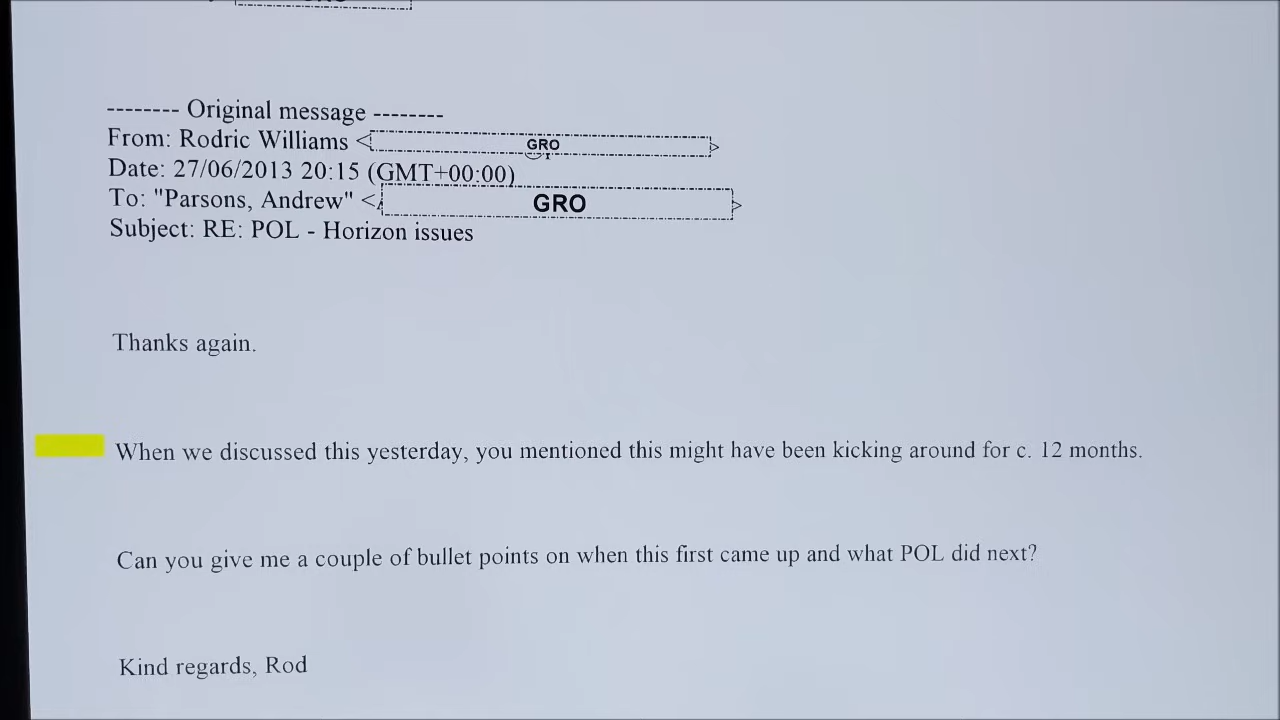 -------- Original message --------
From: Rodric Williams < GRO >
Date: 27/06/2013 20:15 (GMT+00:00)
To: "Parsons, Andrew" < GRO >
Subject: RE: POL - Horizon issues
Thanks again.
When we discussed this yesterday, you mentioned this might have been kicking around for c. 12 months.
Can you give me a couple of bullet points on when this first came up and what POL did next?
Kind regards, Rod